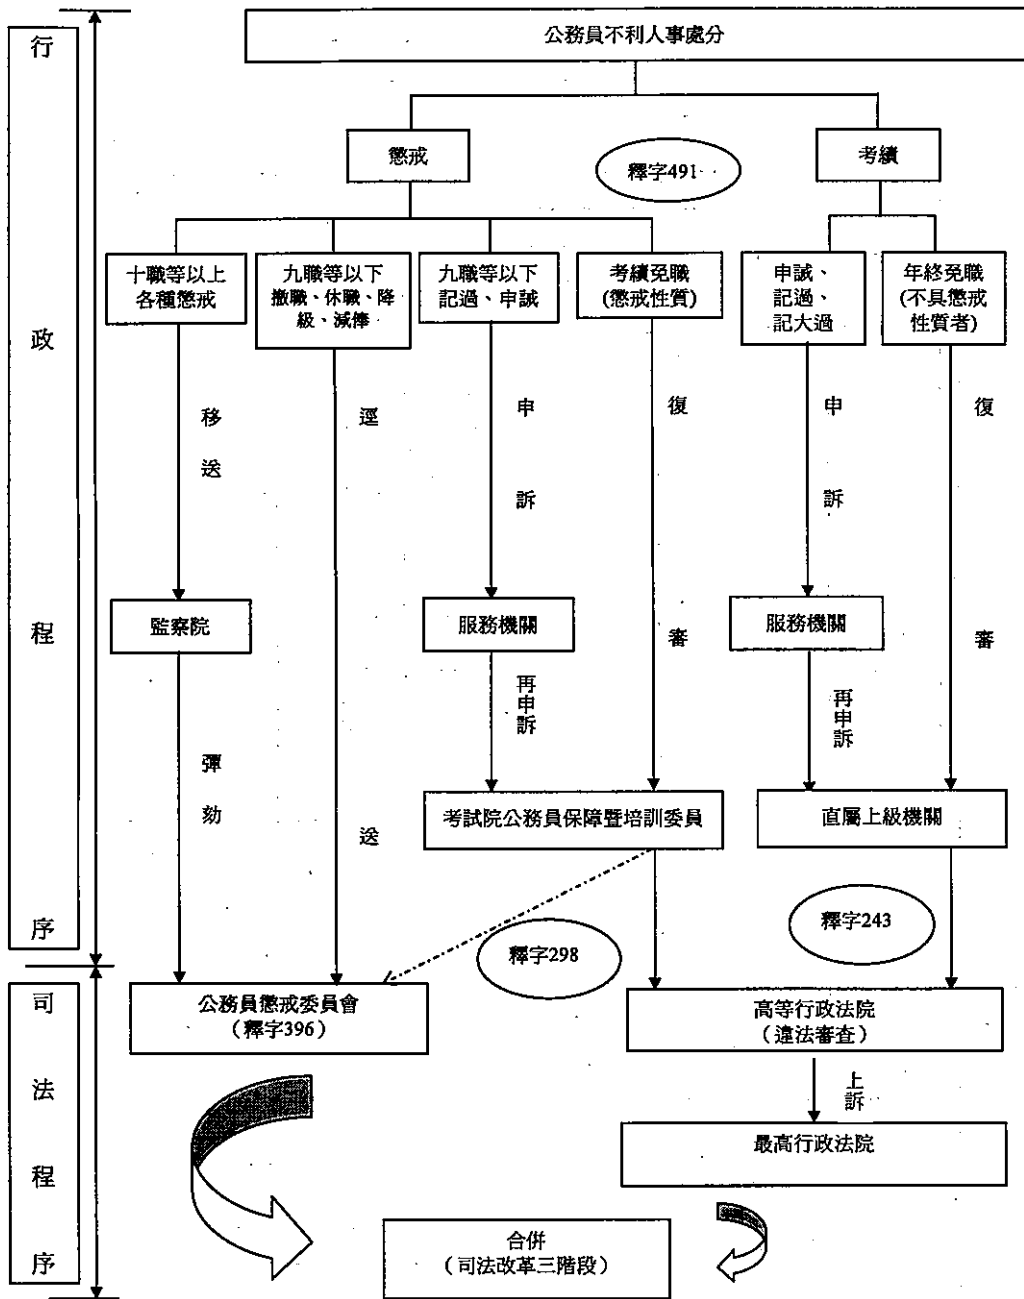 公務員不利人事處分
行政程序
懲戒
釋字491
考績
十職等以上
各種懲戒
九職等以下
撤職、休職、降
級、減俸
九職等以下
記過、申誡
考績免職
(懲戒性質)
申誡、
記過、
記大過
年終免職
(不具懲戒
性質者)
移送
逕送
申訴
復審
申訴
復審
監察院
服務機關
服務機關
彈劾
再申訴
再申訴
考試院公務員保障暨培訓委員
直屬上級機關
釋字298
釋字243
司法程序
公務員懲戒委員會
（釋字396）
高等行政法院
（違法審查）
上訴
最高行政法院
合併
（司法改革三階段）